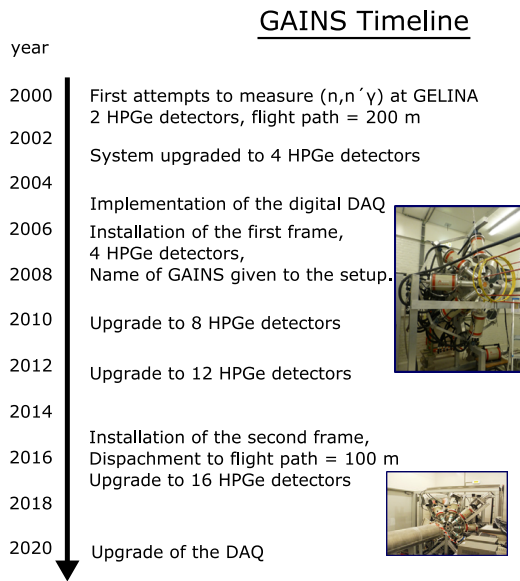 GAINS Timeline
year
2000
First attempts to measure (n,n´γ) at GELINA
2 HPGe detectors, flight path = 200 m
2002
System upgraded to 4 HPGe detectors
2004
Implementation of the digital DAQ
2006
Installation of the first frame,
4 HPGe detectors,
2008
Name of GAINS given to the setup.
2010
Upgrade to 8 HPGe detectors
2012
Upgrade to 12 HPGe detectors
2014
Installation of the second frame,
2016
Dispachment to flight path = 100 m
Upgrade to 16 HPGe detectors
2018
2020
Upgrade of the DAQ